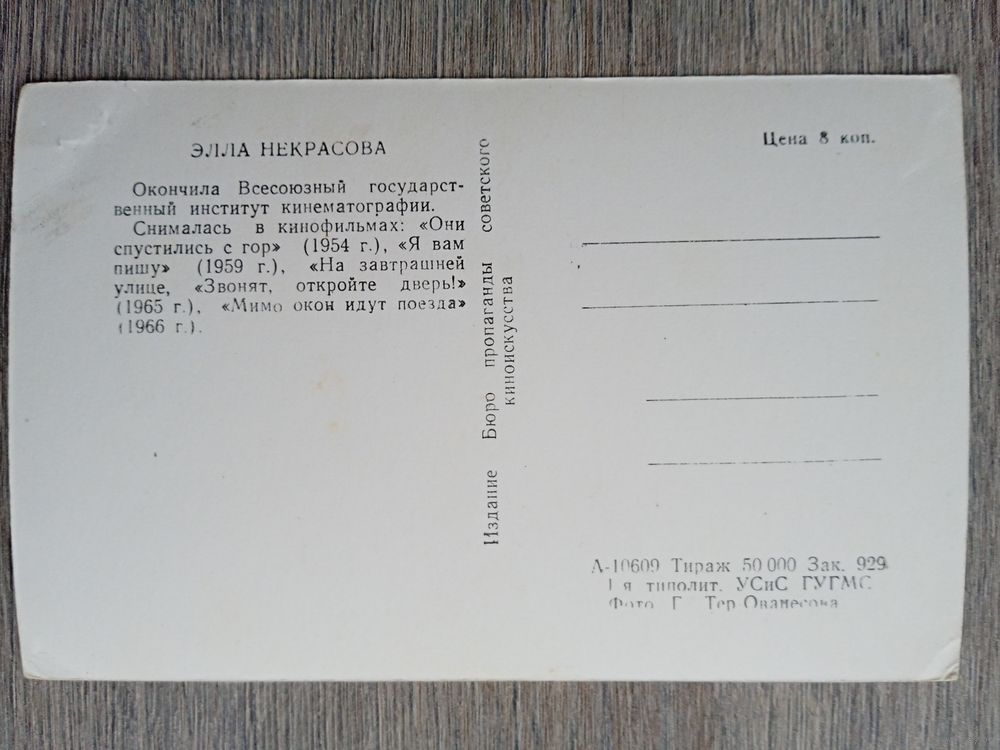 ЭЛЛА НЕКРАСОВА
Окончила Всесоюзный государст-
венный институт кинематографии.
Снималась в кинофильмах: «Они
спустились с гор» (1954 г.), «Я вам
пишу» (1959 г.), «На завтрашней
улице, «Звонят, откройте дверь!»
(1965 г.), «Мимо окон идут поезда»
(1966 г.).
Издание Бюро пропаганды советского
киноискусства
Цена 8 коп.
А-10609 Тираж 50 000 Зак. 929
1 я типолит. УСиС ГУГМС
Фото Г. Тер-Ованесова